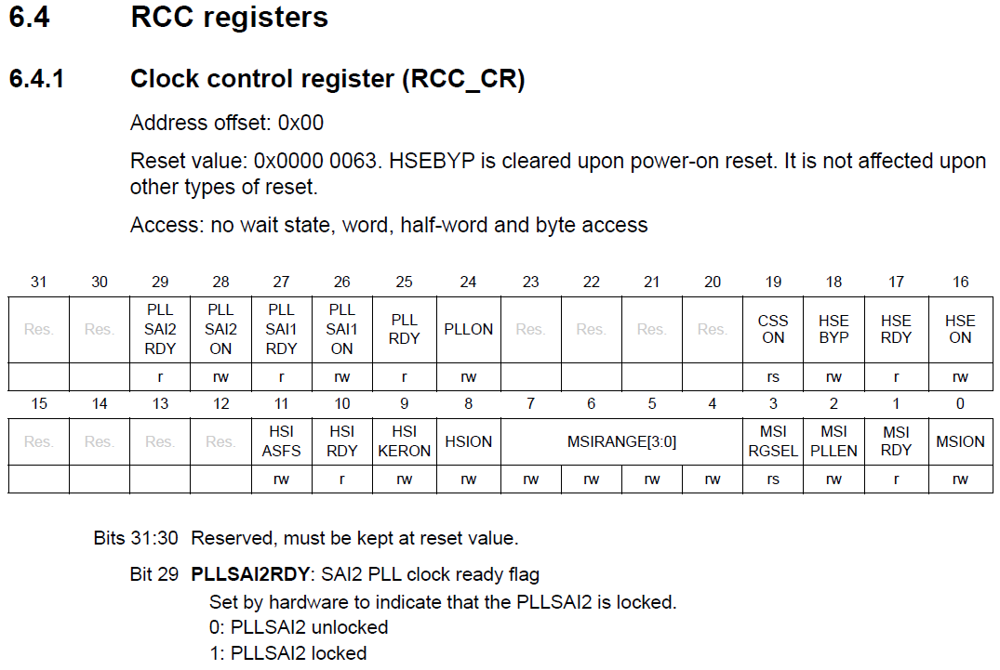 6.4 RCC registers
6.4.1 Clock control register (RCC_CR)
Address offset: 0x00
Reset value: 0x0000 0063. HSEBYP is cleared upon power-on reset. It is not affected upon
other types of reset.
Access: no wait state, word, half-word and byte access
31 30 29 28 27 26 25 24 23 22 21 20 19 18 17 16
Res. Res. PLL SAI2 RDY PLL SAI2 ON PLL SAI1 RDY PLL SAI1 ON PLL RDY PLLON Res. Res. Res. Res. CSS ON HSE BYP HSE RDY HSE ON
r rw r rw r rw rs rw r rw
15 14 13 12 11 10 9 8 7 6 5 4 3 2 1 0
Res. Res. Res. Res. HSI ASFS HSI RDY HSI KERON HSION MSIRANGE[3:0] MSI RGSEL MSI PLLEN MSI RDY MSION
rw r rw rw rw rw rw rw rs rw r rw
Bits 31:30 Reserved, must be kept at reset value.
Bit 29 PLLSAI2RDY: SAI2 PLL clock ready flag
Set by hardware to indicate that the PLLSAI2 is locked.
0: PLLSAI2 unlocked
1: PLLSAI2 locked